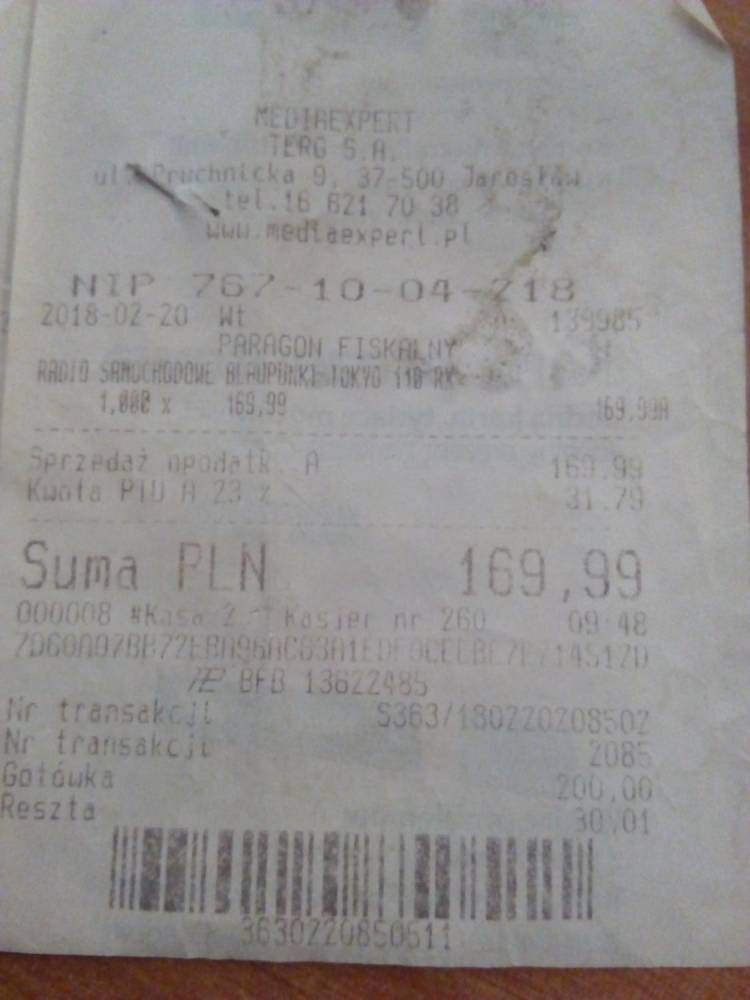 MEDIAEXPERT
TERG S.A.
ul. Pruchnicka 9, 37-500 Jarosław
tel.16 621 70 38
www.mediaexpert.pl
NIP 767-10-04-218
2018-02-20 Wt 139985
PARAGON FISKALNY
RADIO SAMOCHODOWE BLAUPUNKT TOKYO 110
1,000 x 169,99 169,99A
Sprzedaż opodatk. A 169,99
Kwota PTU A 23 % 31,79
Suma PLN 169,99
000008 #Kasa 2 Kasjer nr 260 09:48
BFB 13622485
Nr transakcji S363/180220208502
Nr transakcji 2085
Gotówka 200,00
Reszta 30,01
3630220850611